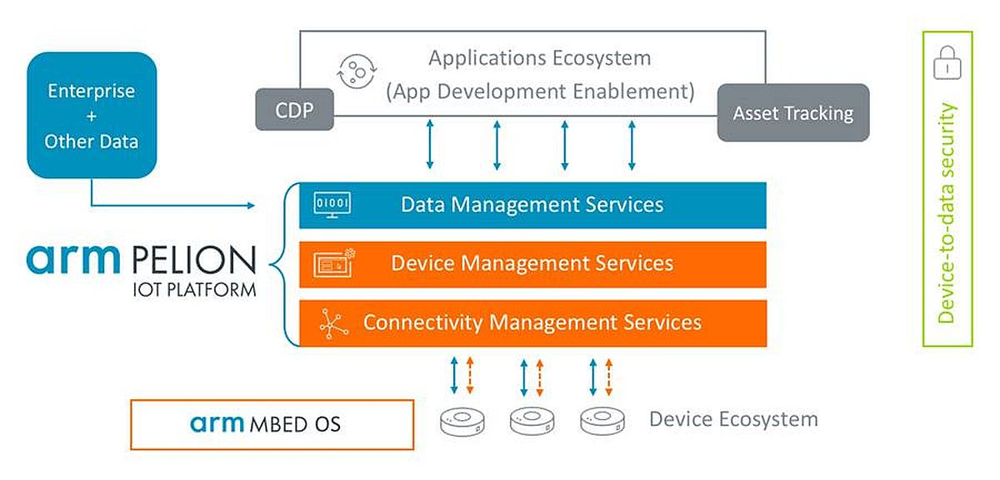 Applications Ecosystem
(App Development Enablement)
CDP
Asset Tracking
Enterprise
+
Other Data
01001
Data Management Services
Device Management Services
Connectivity Management Services
arm PELION
IOT PLATFORM
arm MBED OS
Device Ecosystem
Device-to-data security